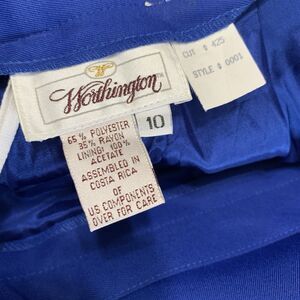 Worthington
CUT # 425
STYLE # 0001
10
65% POLYESTER
35% RAYON
LINING: 100%
ACETATE
ASSEMBLED IN
COSTA RICA
OF
US COMPONENTS
OVER FOR CARE